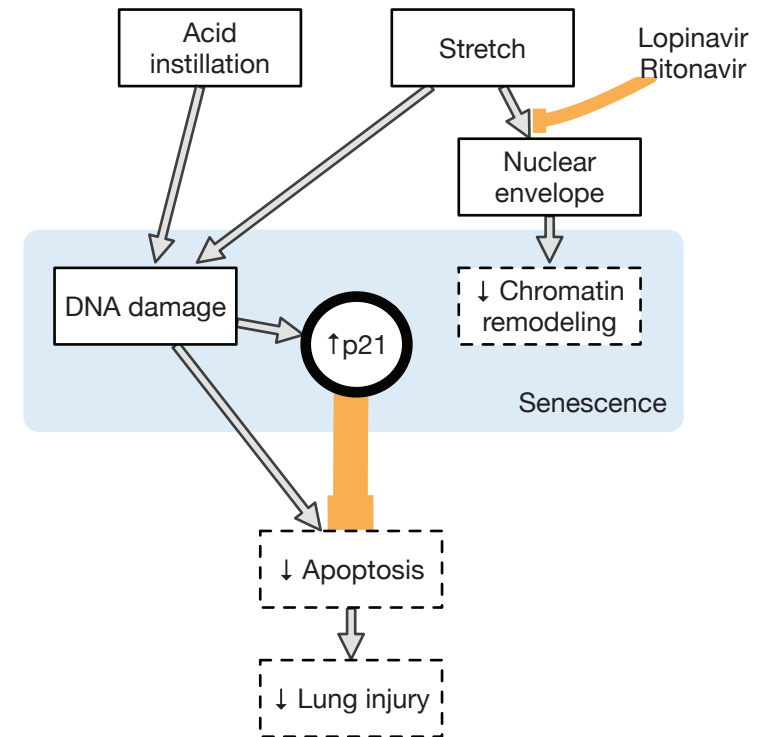 Acid
instillation
Stretch
Lopinavir
Ritonavir
Nuclear
envelope
DNA damage
↑p21
↓ Chromatin
remodeling
Senescence
↓ Apoptosis
↓ Lung injury